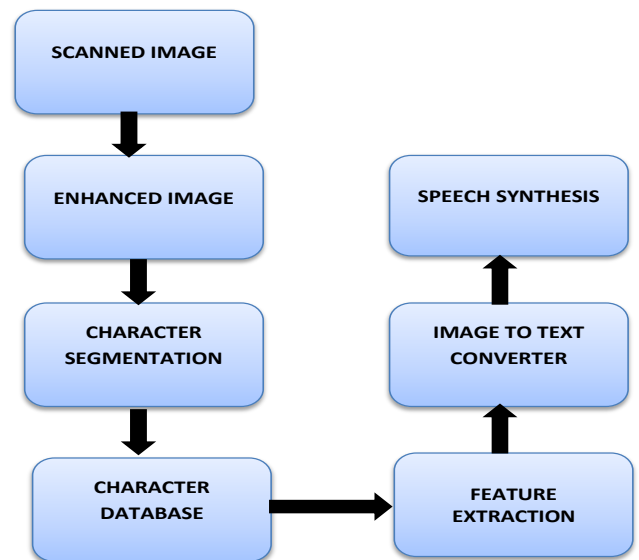 SCANNED IMAGE
ENHANCED IMAGE
CHARACTER
SEGMENTATION
CHARACTER
DATABASE
FEATURE
EXTRACTION
IMAGE TO TEXT
CONVERTER
SPEECH SYNTHESIS